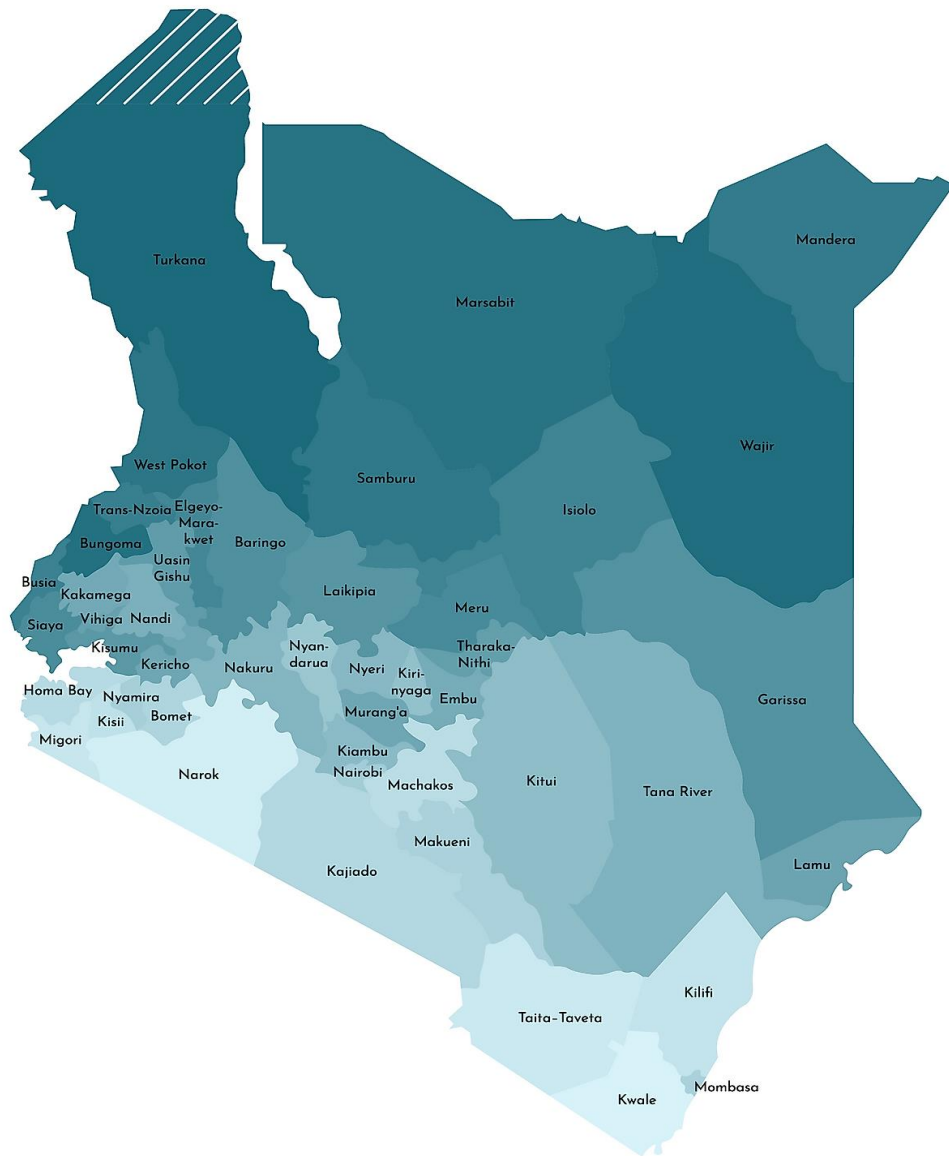 Mandera
Turkana
Marsabit
Wajir
West Pokot
Samburu
Trans-Nzoia
Elgeyo-
Mara-
kwet
Isiolo
Bungoma
Baringo
Uasin
Gishu
Busia
Kakamega
Laikipia
Meru
Siaya
Vihiga
Nandi
Kisumu
Tharaka-
Nithi
Kericho
Nakuru
Nyan-
darua
Nyeri
Kiri-
nyaga
Homa Bay
Nyamira
Embu
Garissa
Kisii
Bomet
Murang'a
Migori
Kiambu
Narok
Nairobi
Machakos
Kitui
Tana River
Makueni
Kajiado
Lamu
Kilifi
Taita–Taveta
Mombasa
Kwale